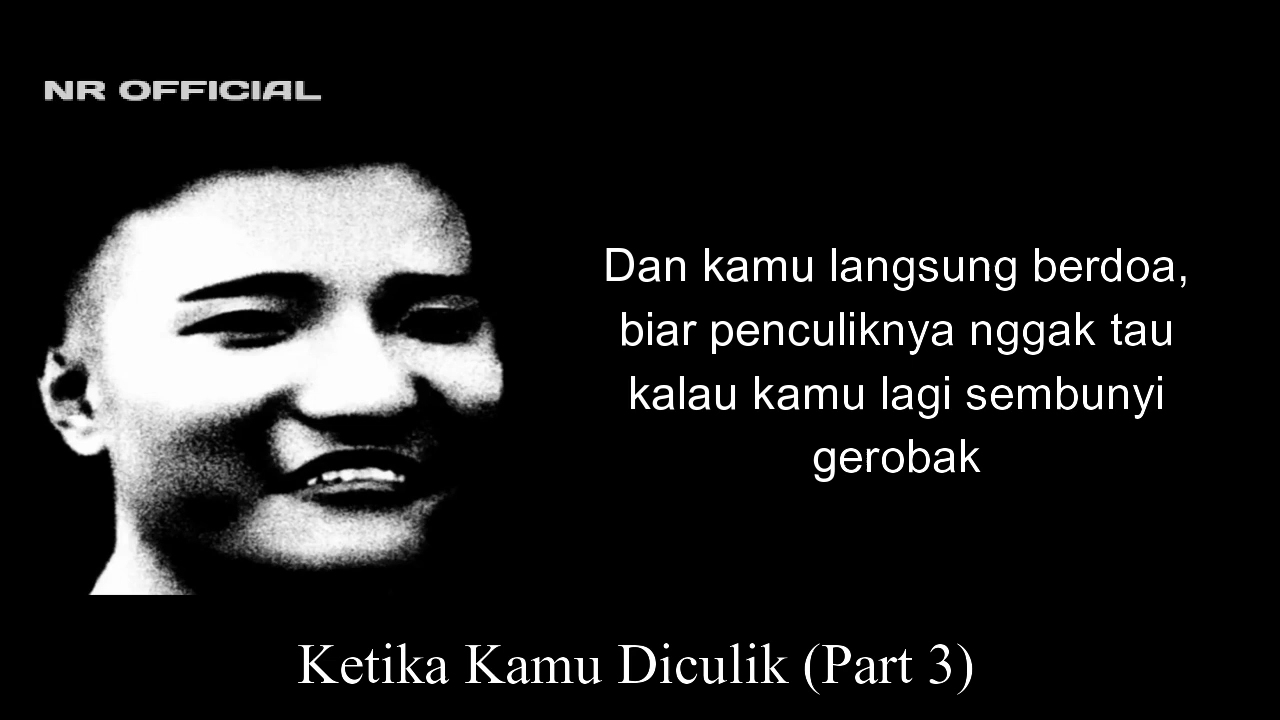 NR OFFICIAL
Dan kamu langsung berdoa,
biar penculiknya nggak tau
kalau kamu lagi sembunyi
gerobak
Ketika Kamu Diculik (Part 3)